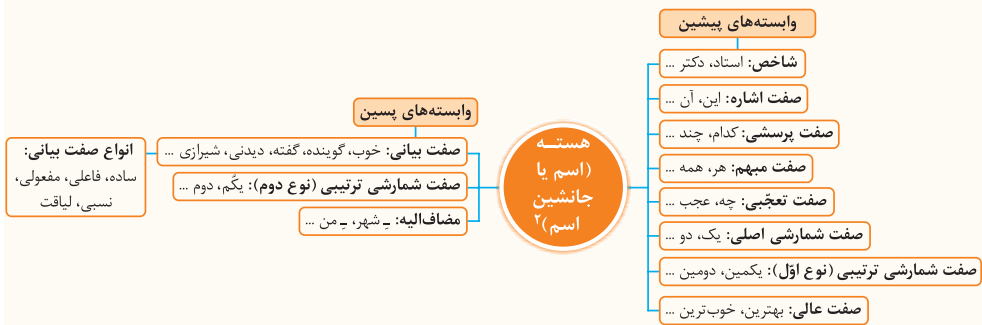 وابسته‌های پیشین
شاخص: استاد، دکتر ...
صفت اشاره: این، آن ...
صفت پرسشی: کدام، چند ...
صفت مبهم: هر، همه ...
صفت تعجّبی: چه، عجب ...
صفت شمارشی اصلی: یک، دو ...
صفت شمارشی ترتیبی (نوع اوّل): یکمین، دومین ...
صفت عالی: بهترین، خوب‌ترین ...
هسته
(اسم یا
جانشین
اسم)۲
وابسته‌های پسین
صفت بیانی: خوب، گوینده، گفته، دیدنی، شیرازی ...
صفت شمارشی ترتیبی (نوع دوم): یکُم، دوم ...
مضاف‌الیه: ـِ شهر، ـِ من ...
انواع صفت بیانی:
ساده، فاعلی، مفعولی،
نسبی، لیاقت